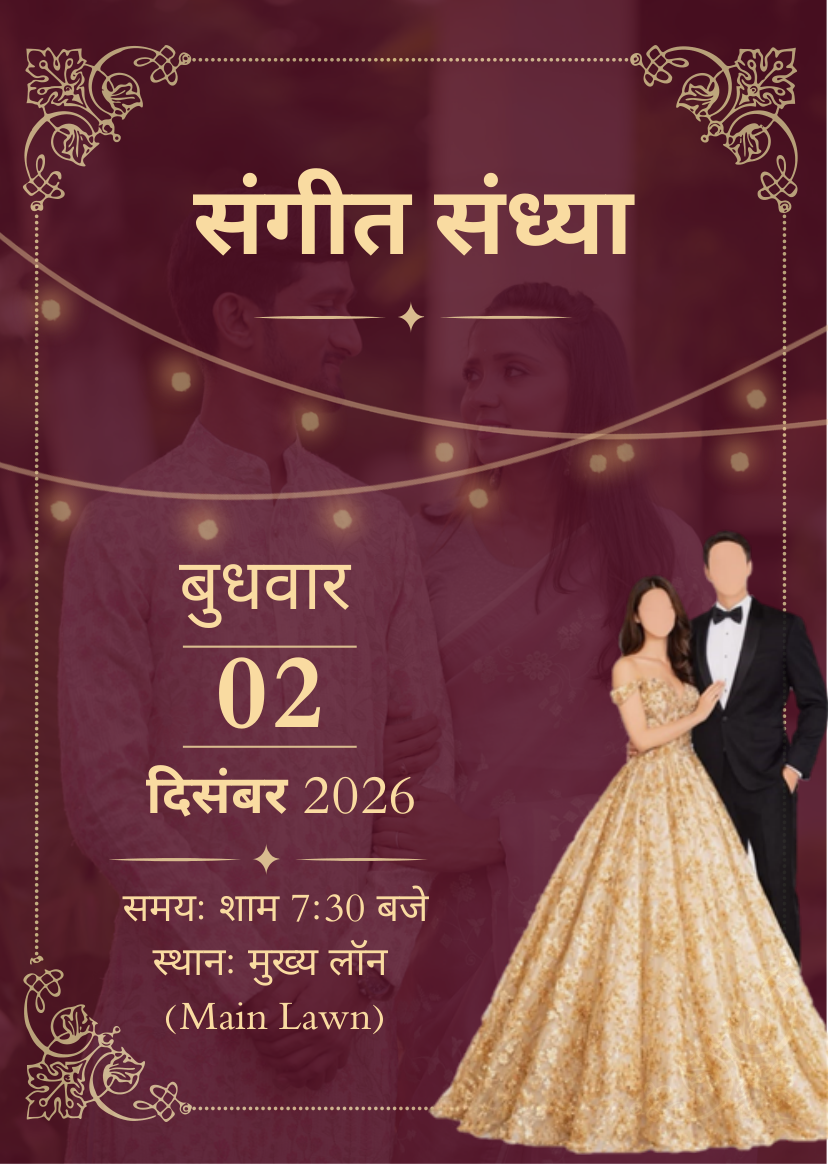 संगीत संध्या
बुधवार
02
दिसंबर 2026
समय: शाम 7:30 बजे
स्थान: मुख्य लॉन
(Main Lawn)